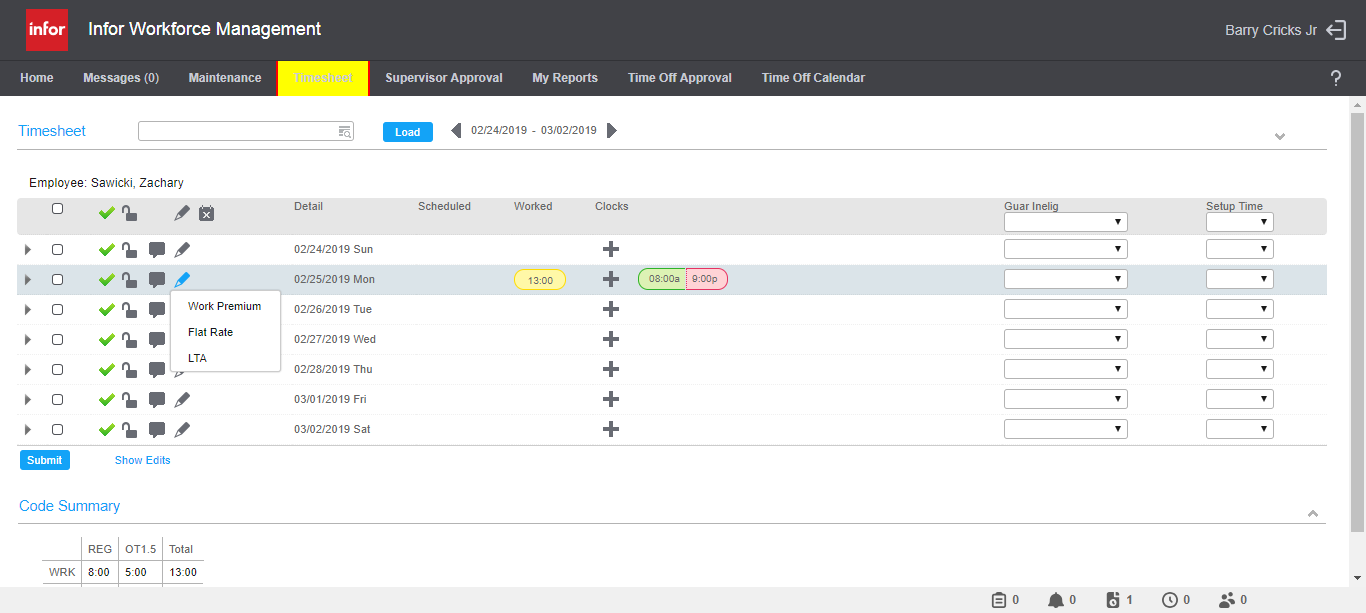 infor Infor Workforce Management Barry Cricks Jr
Home Messages (0) Maintenance Timesheet Supervisor Approval My Reports Time Off Approval Time Off Calendar ?
Timesheet Load 02/24/2019 - 03/02/2019
Employee: Sawicki, Zachary
Detail Scheduled Worked Clocks Guar Inelig Setup Time
02/24/2019 Sun
02/25/2019 Mon 13:00 08:00a 9:00p
Work Premium 02/26/2019 Tue
Flat Rate 02/27/2019 Wed
LTA 02/28/2019 Thu
03/01/2019 Fri
03/02/2019 Sat
Submit Show Edits
Code Summary
REG OT1.5 Total
WRK 8:00 5:00 13:00
0 0 1 0 0